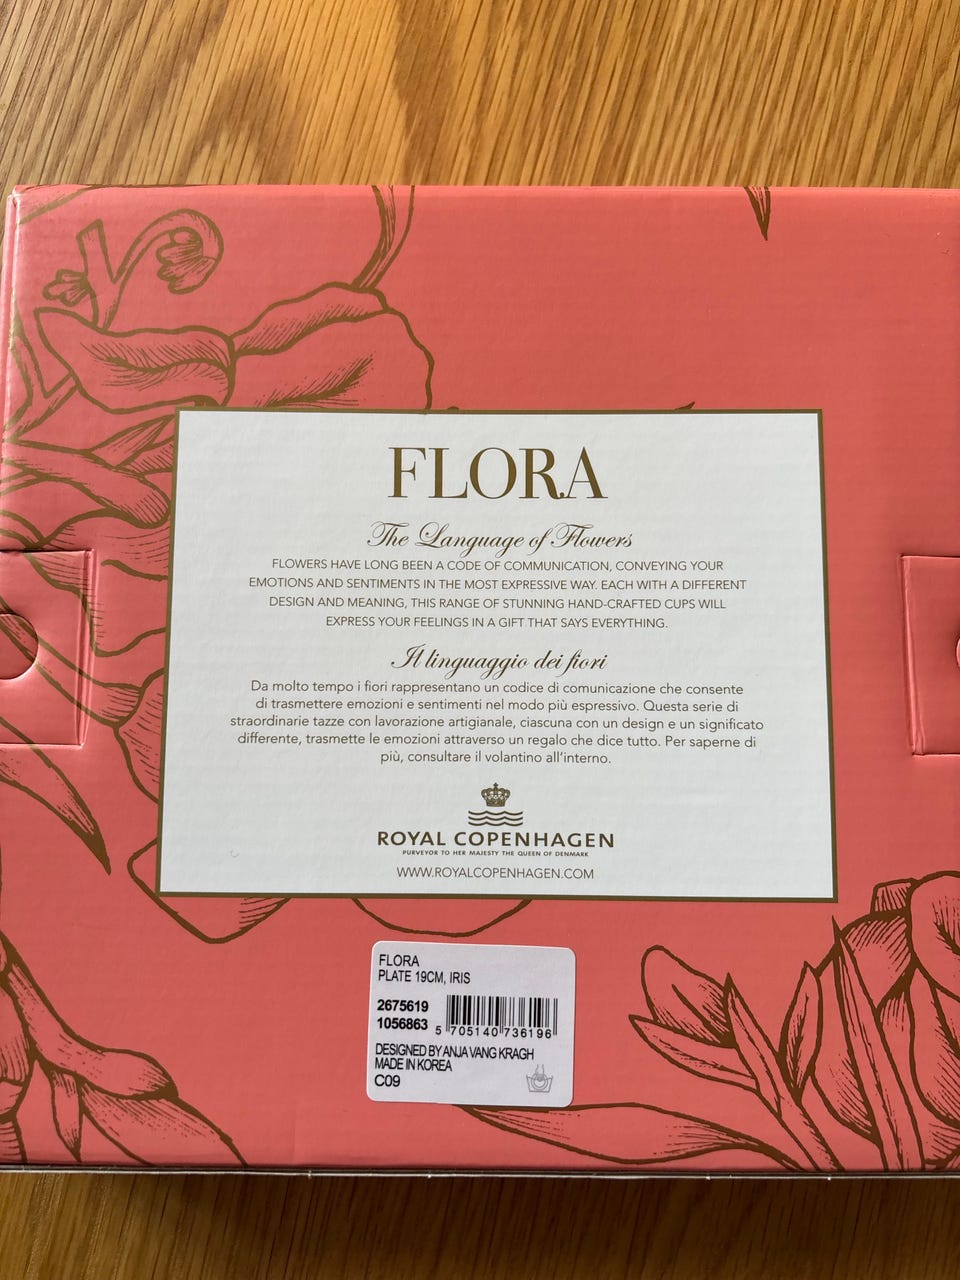 FLORA
The Language of Flowers
FLOWERS HAVE LONG BEEN A CODE OF COMMUNICATION, CONVEYING YOUR
EMOTIONS AND SENTIMENTS IN THE MOST EXPRESSIVE WAY. EACH WITH A DIFFERENT
DESIGN AND MEANING, THIS RANGE OF STUNNING HAND-CRAFTED CUPS WILL
EXPRESS YOUR FEELINGS IN A GIFT THAT SAYS EVERYTHING.
Il linguaggio dei fiori
Da molto tempo i fiori rappresentano un codice di comunicazione che consente
di trasmettere emozioni e sentimenti nel modo più espressivo. Questa serie di
straordinarie tazze con lavorazione artigianale, ciascuna con un design e un significato
differente, trasmette le emozioni attraverso un regalo che dice tutto. Per saperne di
più, consultare il volantino all'interno.
ROYAL COPENHAGEN
PURVEYOR TO HER MAJESTY THE QUEEN OF DENMARK
WWW.ROYALCOPENHAGEN.COM
FLORA
PLATE 19CM, IRIS
2675619
1056863
5 705140 736196
DESIGNED BY ANJA VANG KRAGH
MADE IN KOREA
C09